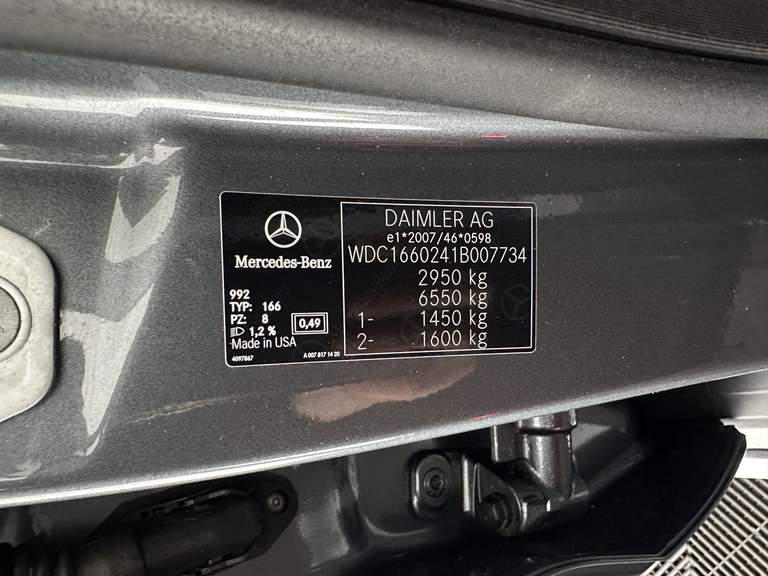 Mercedes-Benz
992
TYP: 166
PZ: 8
1,2 %
0,49
Made in USA
4097867
A 007 817 14 20
DAIMLER AG
e1*2007/46*0598
WDC1660241B007734
2950 kg
6550 kg
1- 1450 kg
2- 1600 kg